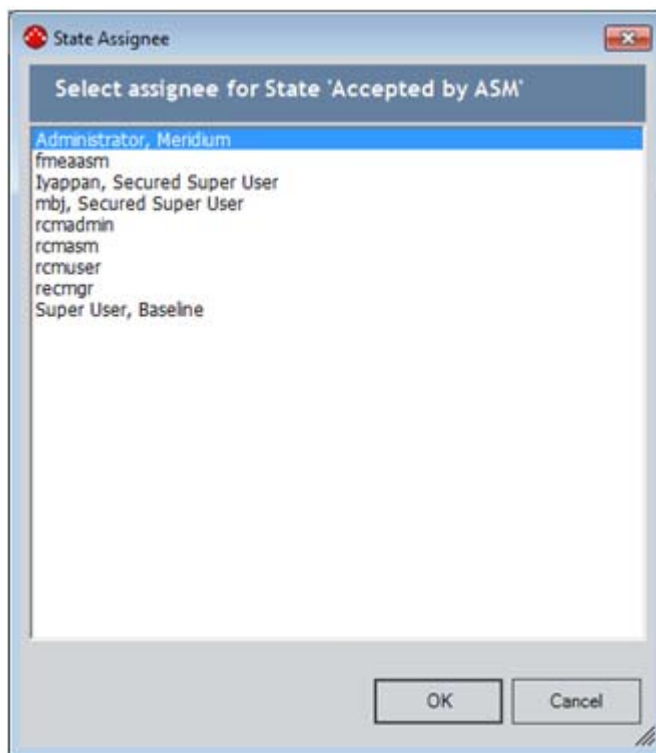 State Assignee
Select assignee for State 'Accepted by ASM'
Administrator, Meridium
fmeaasm
Iyappan, Secured Super User
mbj, Secured Super User
rcmadmin
rcmasm
rcmuser
recmgr
Super User, Baseline
OK
Cancel